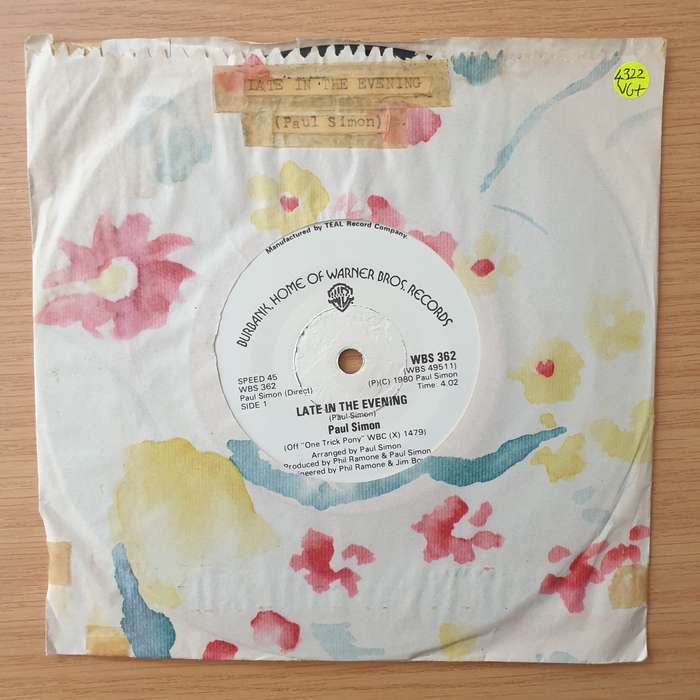 LATE IN THE EVENING
(Paul Simon)
4322
VG+
Manufactured by TEAL Record Company.
BURBANK, HOME OF WARNER BROS. RECORDS
SPEED 45
WBS 362
Paul Simon (Direct)
SIDE 1
WBS 362
(WBS 49511)
(P)(C) 1980 Paul Simon
Time 4.02
LATE IN THE EVENING
(Paul Simon)
Paul Simon
(Off "One Trick Pony" WBC (X) 1479)
Arranged by Paul Simon
Produced by Phil Ramone & Paul Simon
by Phil Ramone & Jim